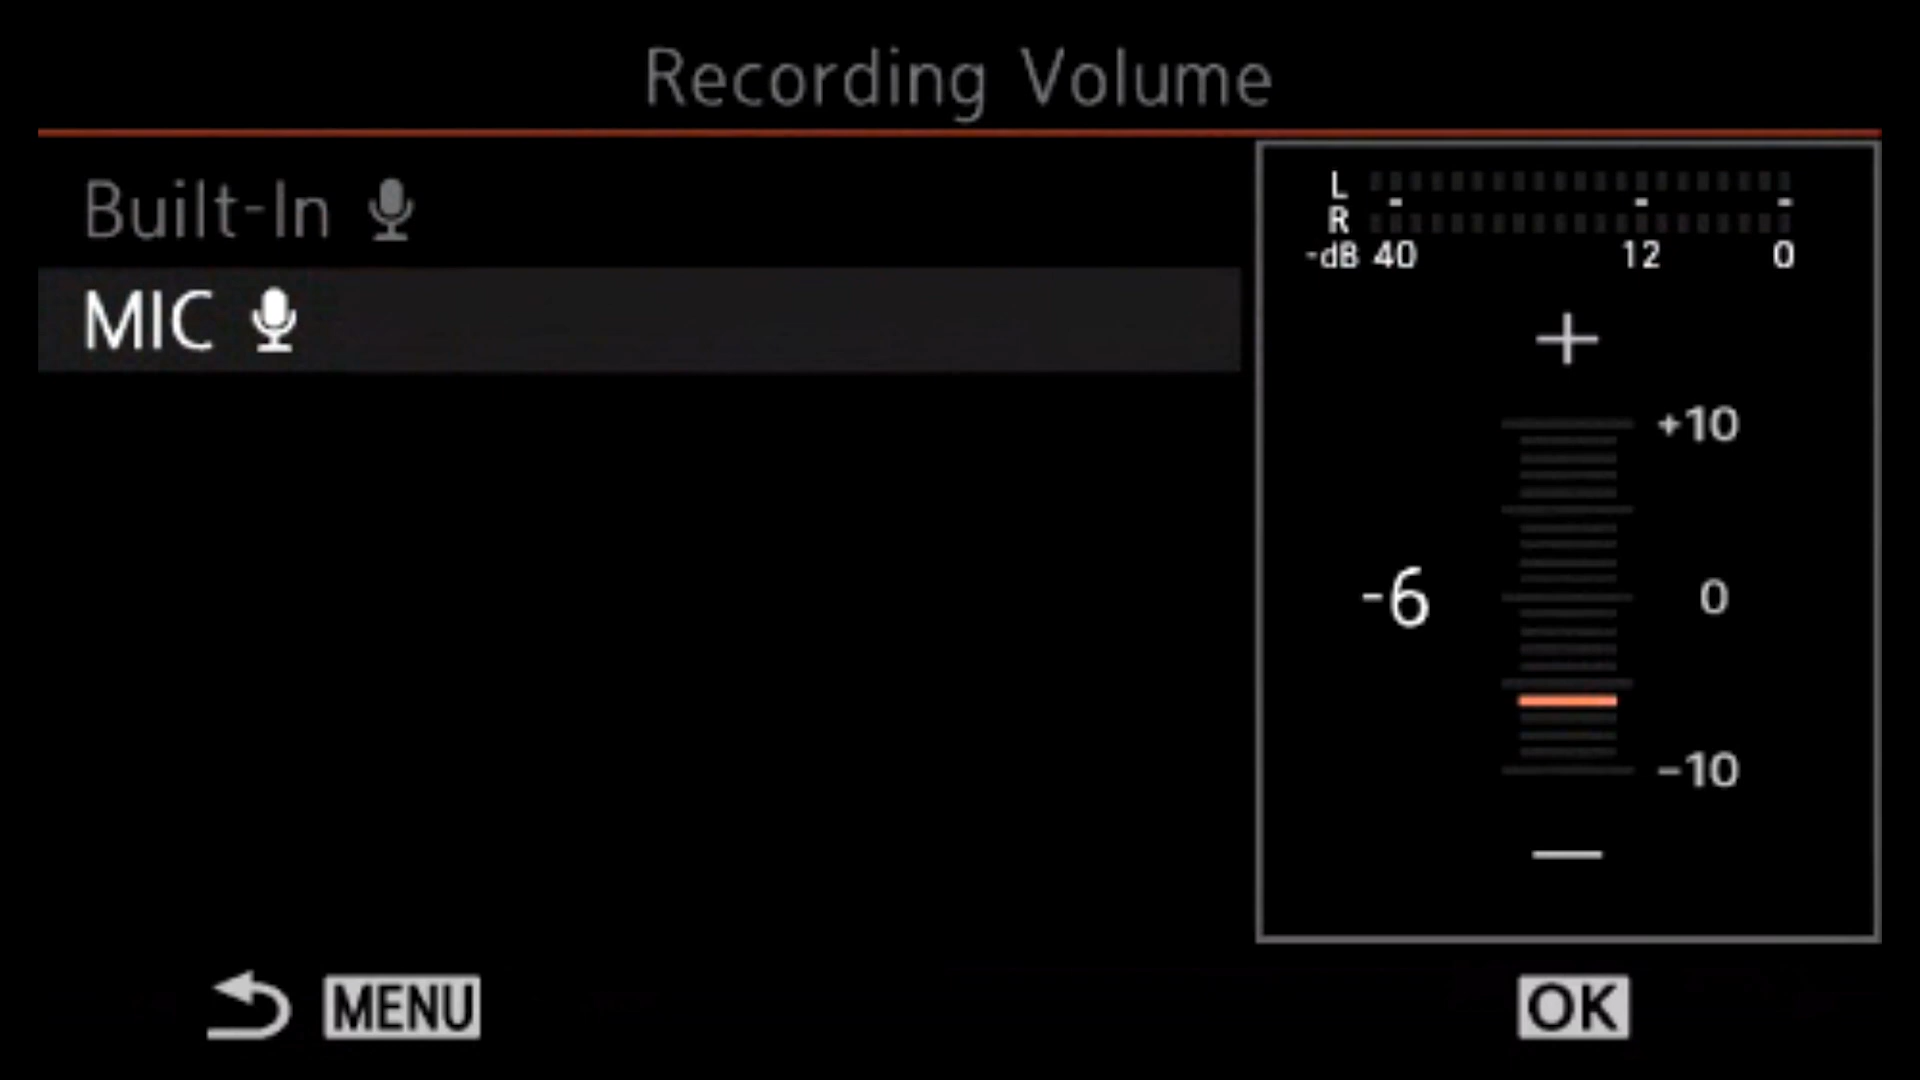 Recording Volume
Built-In
MIC
L
R
-dB 40 12 0
+
+10
-6
0
-10
—
MENU
OK